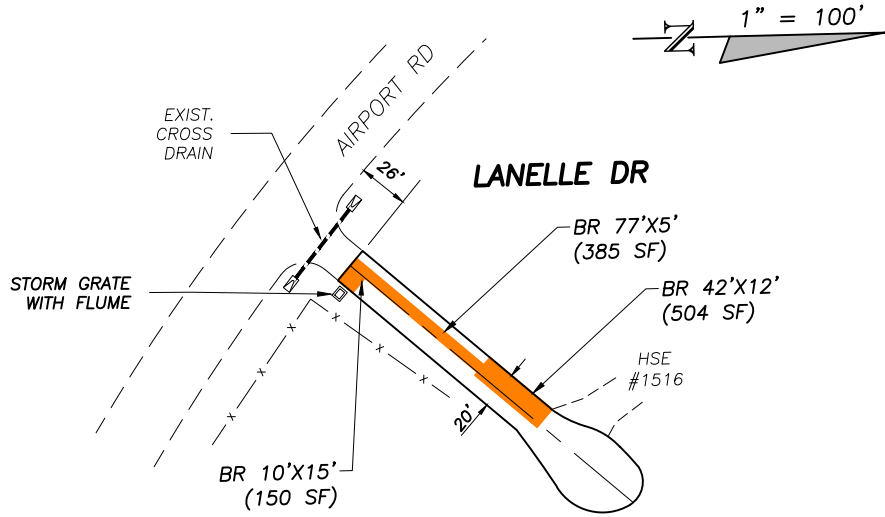 1" = 100'
N
AIRPORT RD
EXIST.
CROSS
DRAIN
26'
LANELLE DR
BR 77'X5'
(385 SF)
STORM GRATE
WITH FLUME
BR 42'X12'
(504 SF)
HSE
#1516
x
x
x
x
x
20'
BR 10'X15'
(150 SF)